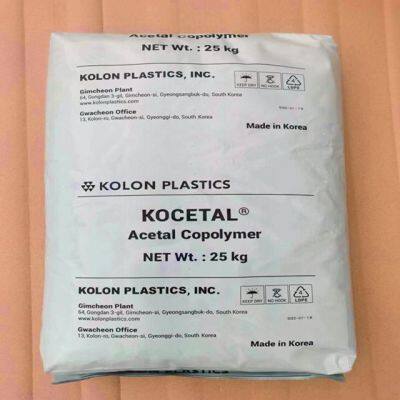 Acetal Copolymer
NET Wt. : 25 kg
KOLON PLASTICS, INC.
Gimcheon Plant
64, Gongdan 3-gil, Gimcheon-si, Gyeongsangbuk-do, South Korea
www.kolonplastics.com
Gwacheon Office
13, Kolon-ro, Gwacheon-si, Gyeonggi-do, South Korea
KEEP DRY
NO HOOK
4
LDPE
Made in Korea
KOLON PLASTICS
KOCETAL®
Acetal Copolymer
NET Wt. : 25 kg
KOLON PLASTICS, INC.
Gimcheon Plant
64, Gongdan 3-gil, Gimcheon-si, Gyeongsangbuk-do, South Korea
www.kolonplastics.com
Gwacheon Office
13, Kolon-ro, Gwacheon-si, Gyeonggi-do, South Korea
KEEP DRY
NO HOOK
4
LDPE
Made in Korea